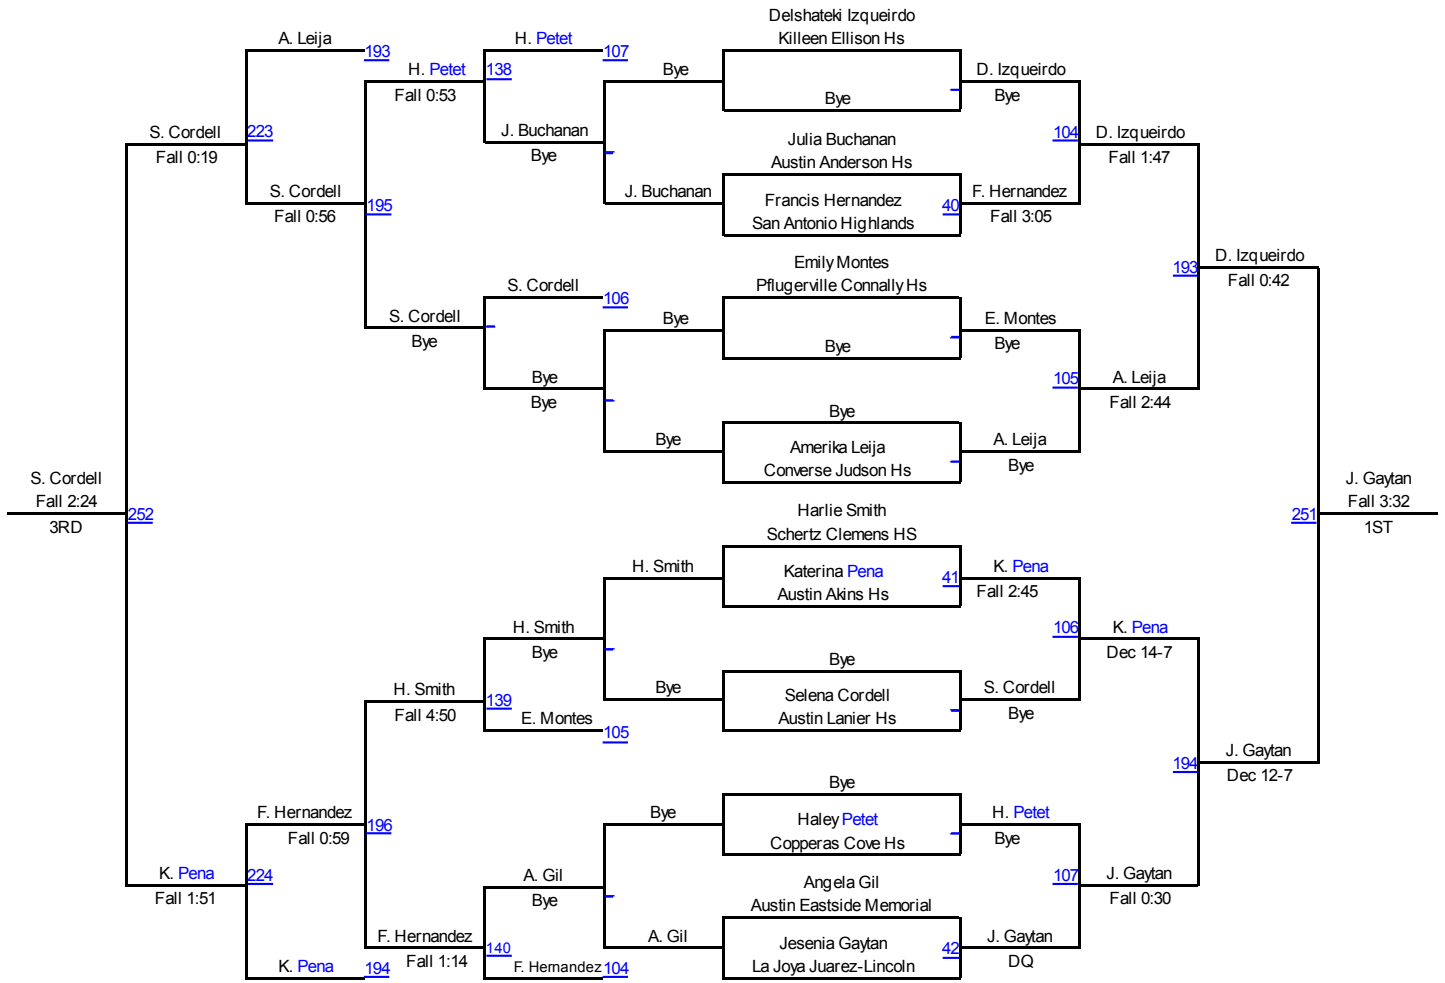 Delshateki Izqueirdo
Killeen Ellison Hs
A. Leija
193
H. Petet
107
H. Petet
138
Fall 0:53
Bye
Bye
D. Izqueirdo
Bye
S. Cordell
223
Fall 0:19
J. Buchanan
Bye
Julia Buchanan
Austin Anderson Hs
104
D. Izqueirdo
Fall 1:47
S. Cordell
Fall 0:56
195
J. Buchanan
Francis Hernandez
San Antonio Highlands
40
F. Hernandez
Fall 3:05
Emily Montes
Pflugerville Connally Hs
193
D. Izqueirdo
Fall 0:42
S. Cordell
106
S. Cordell
Bye
Bye
Bye
E. Montes
Bye
Bye
Bye
105
A. Leija
Fall 2:44
Bye
Bye
Amerika Leija
Converse Judson Hs
A. Leija
Bye
S. Cordell
Fall 2:24
3RD
252
Harlie Smith
Schertz Clemens HS
251
J. Gaytan
Fall 3:32
1ST
H. Smith
Katerina Pena
Austin Akins Hs
41
K. Pena
Fall 2:45
H. Smith
Bye
106
K. Pena
Dec 14-7
Bye
H. Smith
Fall 4:50
139
Bye
Selena Cordell
Austin Lanier Hs
S. Cordell
Bye
E. Montes
105
194
J. Gaytan
Dec 12-7
Bye
F. Hernandez
Fall 0:59
196
Bye
Haley Petet
Copperas Cove Hs
H. Petet
Bye
K. Pena
Fall 1:51
224
A. Gil
Bye
Angela Gil
Austin Eastside Memorial
107
J. Gaytan
Fall 0:30
F. Hernandez
Fall 1:14
140
A. Gil
Jesenia Gaytan
La Joya Juarez-Lincoln
42
J. Gaytan
DQ
K. Pena
194
F. Hernandez
104